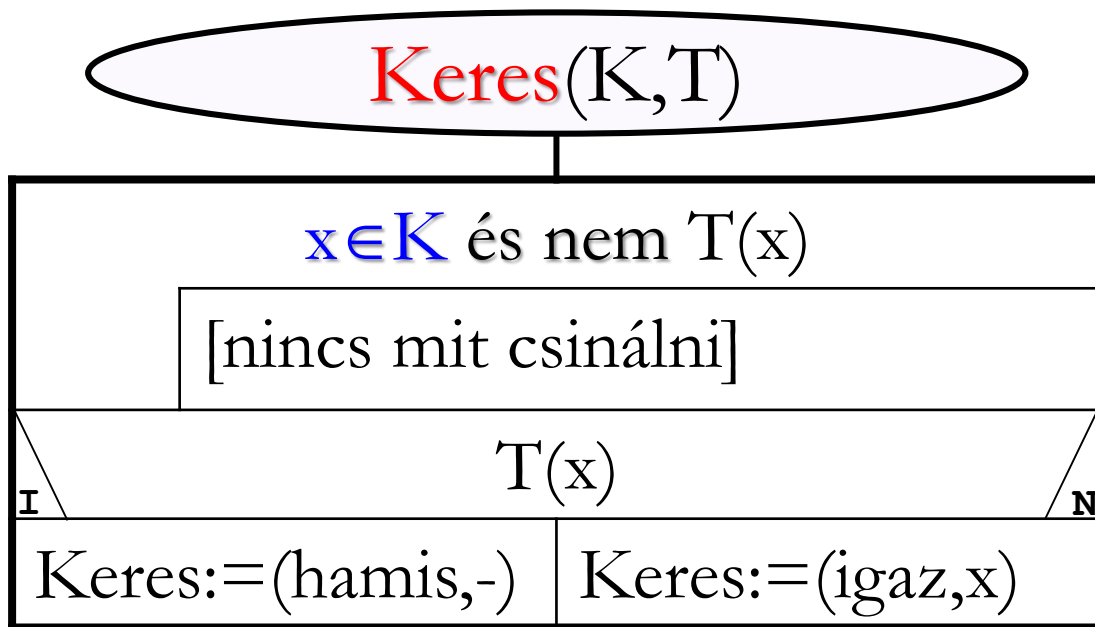 Keres(K,T)
x∈K és nem T(x)
[nincs mit csinálni]
T(x)
I
N
Keres:=(hamis,-)
Keres:=(igaz,x)